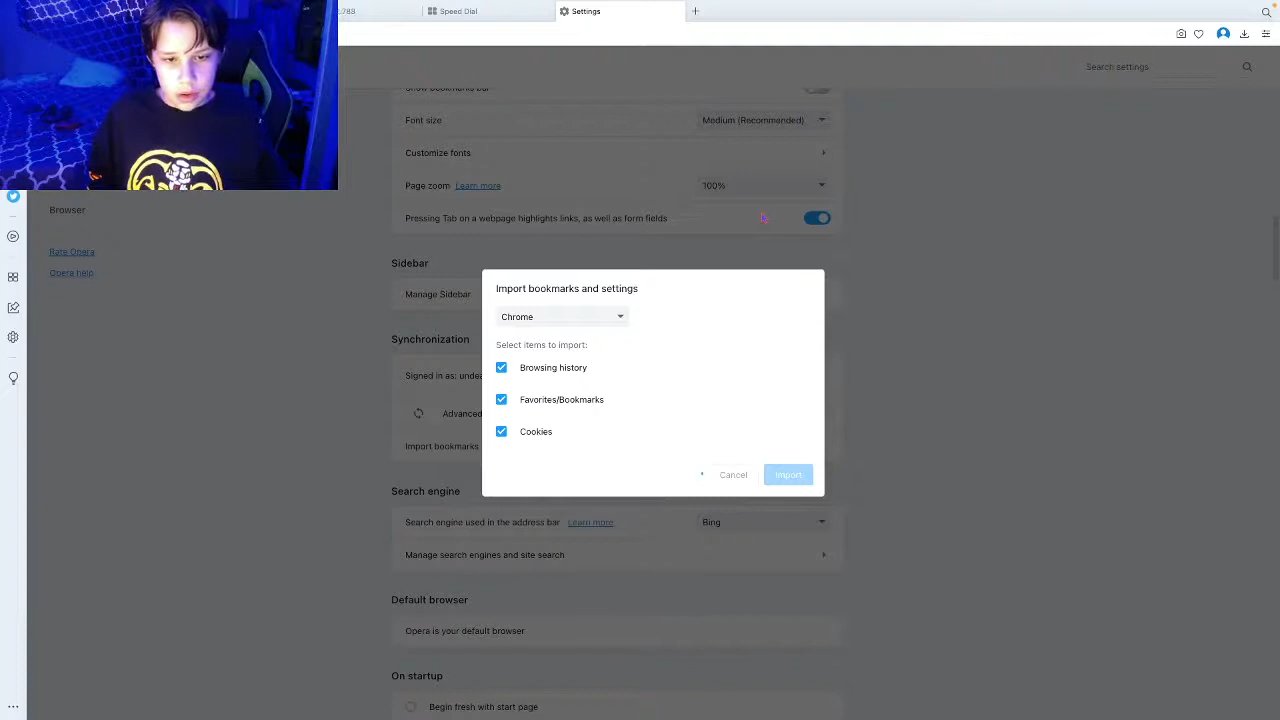 Speed Dial
Settings
Search settings
Font size
Medium (Recommended)
Customize fonts
Page zoom Learn more
100%
Pressing Tab on a webpage highlights links, as well as form fields
Browser
Rate Opera
Opera help
Sidebar
Manage Sidebar
Import bookmarks and settings
Chrome
Select items to import:
Browsing history
Favorites/Bookmarks
Cookies
Cancel
Import
Synchronization
Signed in as:
Advanced
Import bookmarks
Search engine
Search engine used in the address bar Learn more
Bing
Manage search engines and site search
Default browser
Opera is your default browser
On startup
Begin fresh with start page